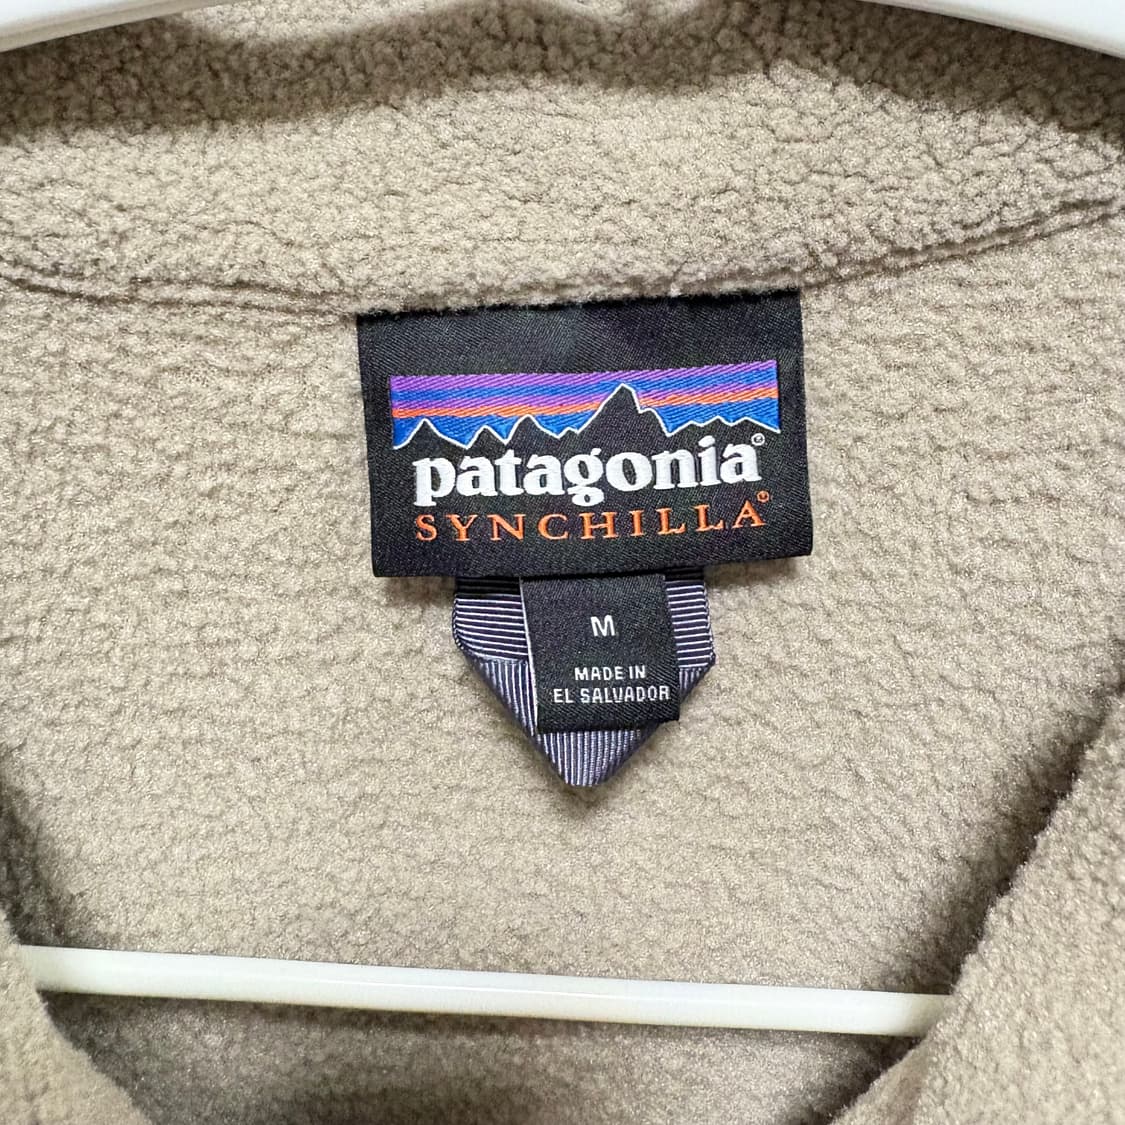 patagonia®
SYNCHILLA®
M
MADE IN
EL SALVADOR